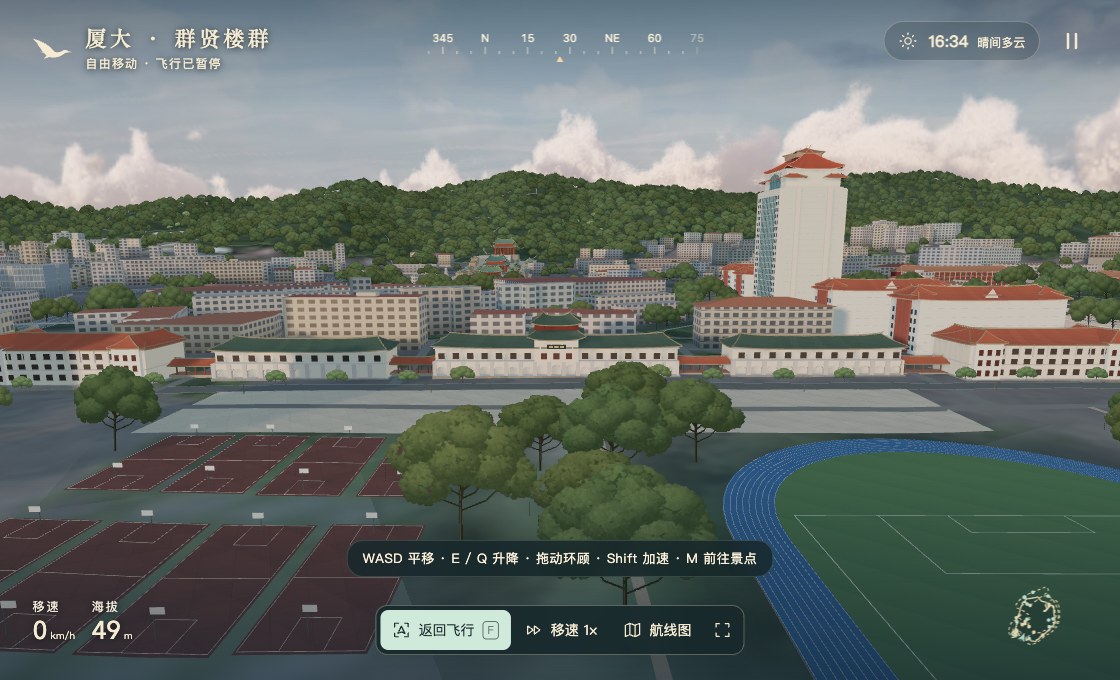 厦大 · 群贤楼群
自由移动 · 飞行已暂停
345 N 15 30 NE 60 75
16:34 晴间多云
WASD 平移 · E / Q 升降 · 拖动环顾 · Shift 加速 · M 前往景点
移速 海拔
0 km/h 49 m
返回飞行 F 移速 1x 航线图